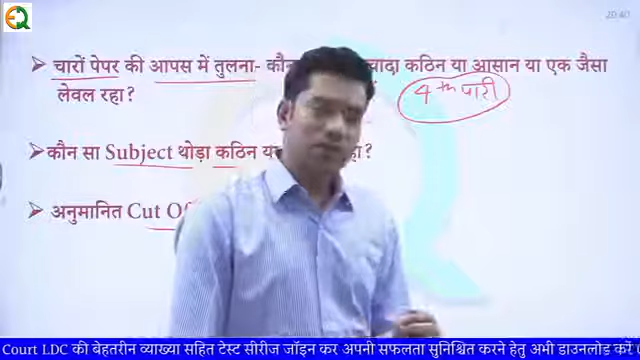 EQ
20:40
➤ चारों पेपर की आपस में तुलना- कौन ज्यादा कठिन या आसान या एक जैसा
लेवल रहा?
4th पारी
➤ कौन सा Subject थोड़ा कठिन
➤ अनुमानित Cut
Court LDC की बेहतरीन व्याख्या सहित टेस्ट सीरीज जॉइन कर अपनी सफलता सुनिश्चित करने हेतु अभी डाउनलोड करें